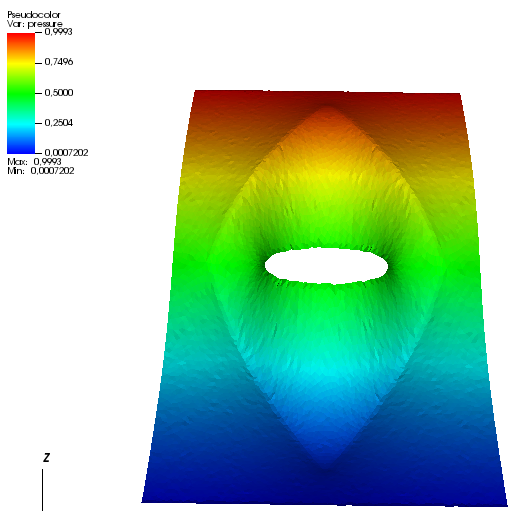 Pseudocolor
Var: pressure
0.9993
0.7496
0.5000
0.2504
0.0007202
Max: 0.9993
Min: 0.0007202
Z